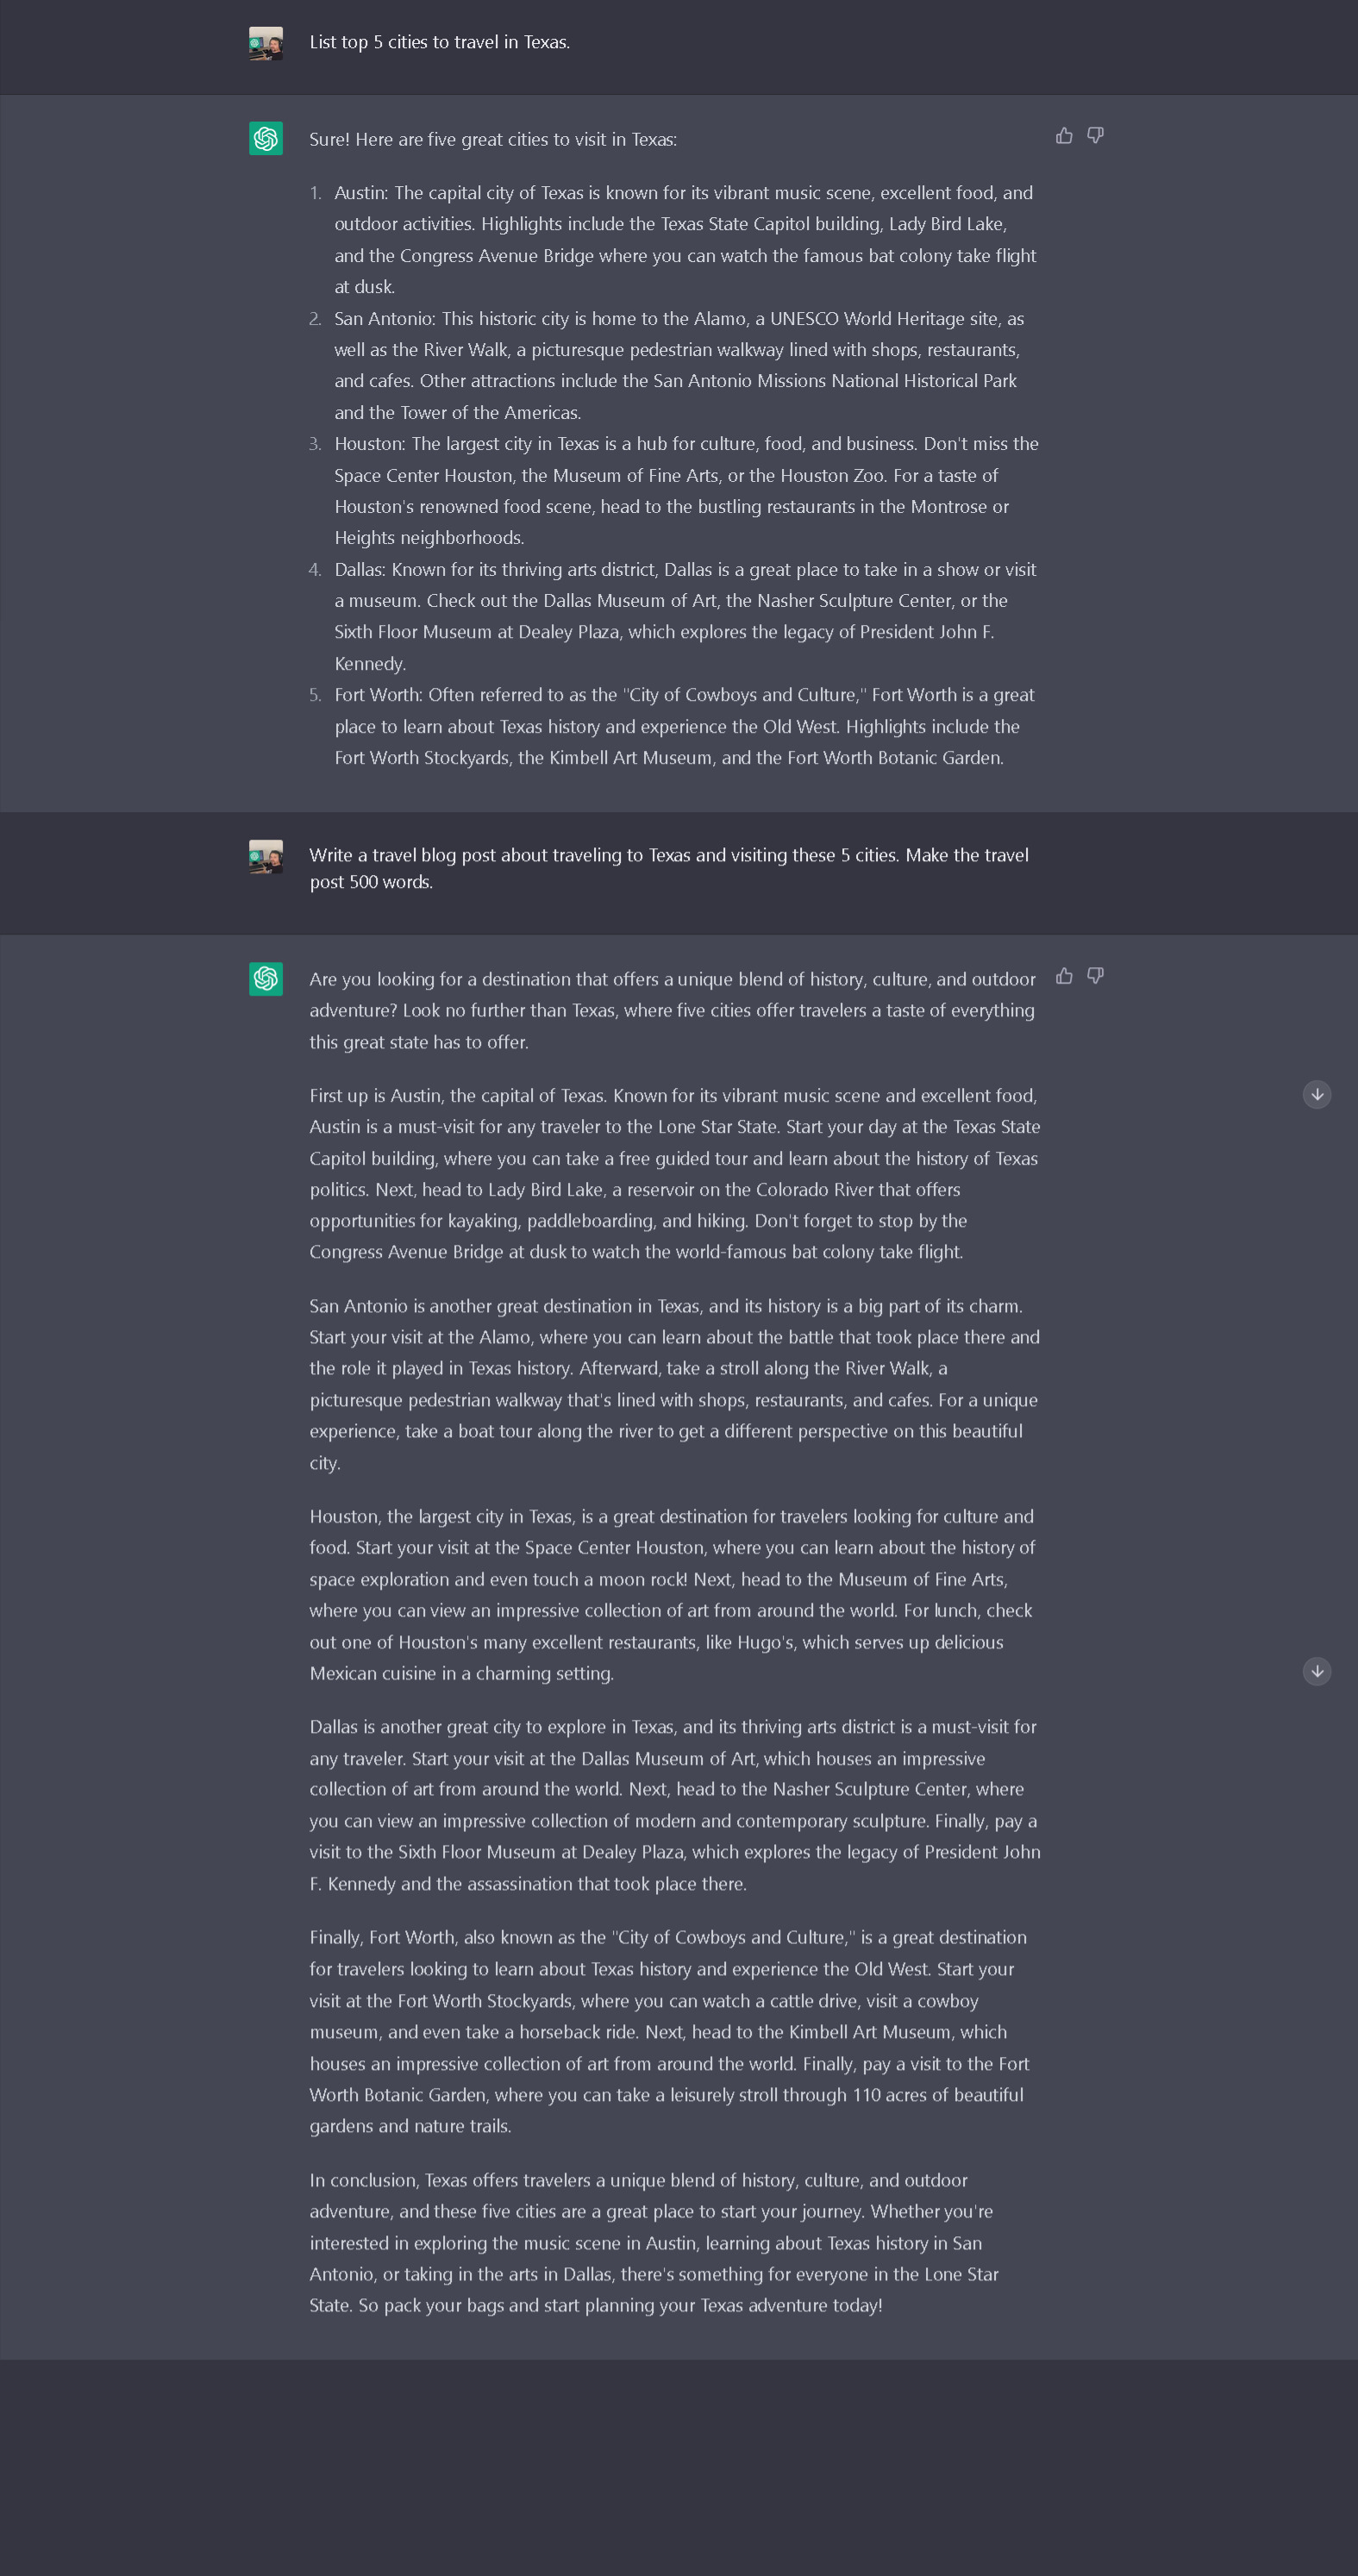 List top 5 cities to travel in Texas.
Sure! Here are five great cities to visit in Texas:
1. Austin: The capital city of Texas is known for its vibrant music scene, excellent food, and
outdoor activities. Highlights include the Texas State Capitol building, Lady Bird Lake,
and the Congress Avenue Bridge where you can watch the famous bat colony take flight
at dusk.
2. San Antonio: This historic city is home to the Alamo, a UNESCO World Heritage site, as
well as the River Walk, a picturesque pedestrian walkway lined with shops, restaurants,
and cafes. Other attractions include the San Antonio Missions National Historical Park
and the Tower of the Americas.
3. Houston: The largest city in Texas is a hub for culture, food, and business. Don't miss the
Space Center Houston, the Museum of Fine Arts, or the Houston Zoo. For a taste of
Houston's renowned food scene, head to the bustling restaurants in the Montrose or
Heights neighborhoods.
4. Dallas: Known for its thriving arts district, Dallas is a great place to take in a show or visit
a museum. Check out the Dallas Museum of Art, the Nasher Sculpture Center, or the
Sixth Floor Museum at Dealey Plaza, which explores the legacy of President John F.
Kennedy.
5. Fort Worth: Often referred to as the "City of Cowboys and Culture," Fort Worth is a great
place to learn about Texas history and experience the Old West. Highlights include the
Fort Worth Stockyards, the Kimbell Art Museum, and the Fort Worth Botanic Garden.
Write a travel blog post about traveling to Texas and visiting these 5 cities. Make the travel
post 500 words.
Are you looking for a destination that offers a unique blend of history, culture, and outdoor
adventure? Look no further than Texas, where five cities offer travelers a taste of everything
this great state has to offer.
First up is Austin, the capital of Texas. Known for its vibrant music scene and excellent food,
Austin is a must-visit for any traveler to the Lone Star State. Start your day at the Texas State
Capitol building, where you can take a free guided tour and learn about the history of Texas
politics. Next, head to Lady Bird Lake, a reservoir on the Colorado River that offers
opportunities for kayaking, paddleboarding, and hiking. Don't forget to stop by the
Congress Avenue Bridge at dusk to watch the world-famous bat colony take flight.
San Antonio is another great destination in Texas, and its history is a big part of its charm.
Start your visit at the Alamo, where you can learn about the battle that took place there and
the role it played in Texas history. Afterward, take a stroll along the River Walk, a
picturesque pedestrian walkway that's lined with shops, restaurants, and cafes. For a unique
experience, take a boat tour along the river to get a different perspective on this beautiful
city.
Houston, the largest city in Texas, is a great destination for travelers looking for culture and
food. Start your visit at the Space Center Houston, where you can learn about the history of
space exploration and even touch a moon rock! Next, head to the Museum of Fine Arts,
where you can view an impressive collection of art from around the world. For lunch, check
out one of Houston's many excellent restaurants, like Hugo's, which serves up delicious
Mexican cuisine in a charming setting.
Dallas is another great city to explore in Texas, and its thriving arts district is a must-visit for
any traveler. Start your visit at the Dallas Museum of Art, which houses an impressive
collection of art from around the world. Next, head to the Nasher Sculpture Center, where
you can view an impressive collection of modern and contemporary sculpture. Finally, pay a
visit to the Sixth Floor Museum at Dealey Plaza, which explores the legacy of President John
F. Kennedy and the assassination that took place there.
Finally, Fort Worth, also known as the "City of Cowboys and Culture," is a great destination
for travelers looking to learn about Texas history and experience the Old West. Start your
visit at the Fort Worth Stockyards, where you can watch a cattle drive, visit a cowboy
museum, and even take a horseback ride. Next, head to the Kimbell Art Museum, which
houses an impressive collection of art from around the world. Finally, pay a visit to the Fort
Worth Botanic Garden, where you can take a leisurely stroll through 110 acres of beautiful
gardens and nature trails.
In conclusion, Texas offers travelers a unique blend of history, culture, and outdoor
adventure, and these five cities are a great place to start your journey. Whether you're
interested in exploring the music scene in Austin, learning about Texas history in San
Antonio, or taking in the arts in Dallas, there's something for everyone in the Lone Star
State. So pack your bags and start planning your Texas adventure today!